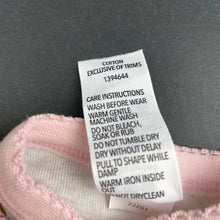 COTTON
EXCLUSIVE OF TRIMS
1394644
CARE INSTRUCTIONS
WASH BEFORE WEAR
WARM GENTLE
MACHINE WASH
DO NOT BLEACH,
SOAK OR RUB
DO NOT TUMBLE DRY
DRY WITHOUT DELAY
PULL TO SHAPE WHILE
DAMP
WARM IRON INSIDE
OUT
DO NOT DRYCLEAN